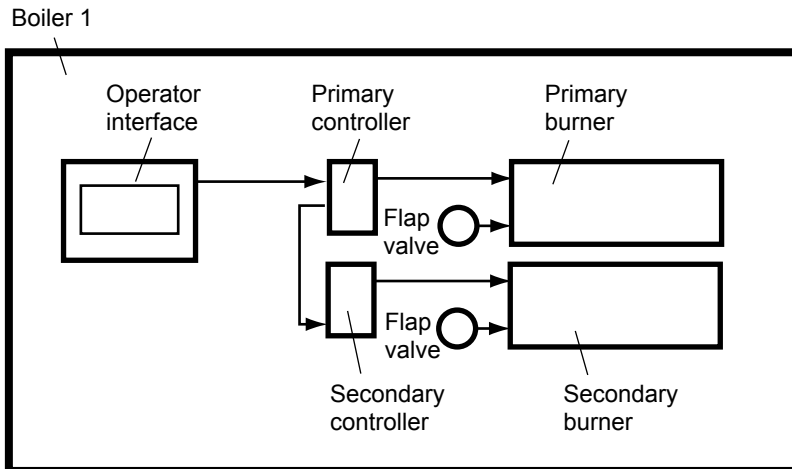 Boiler 1
Operator
interface
Primary
controller
Primary
burner
Flap
valve
Flap
valve
Secondary
controller
Secondary
burner